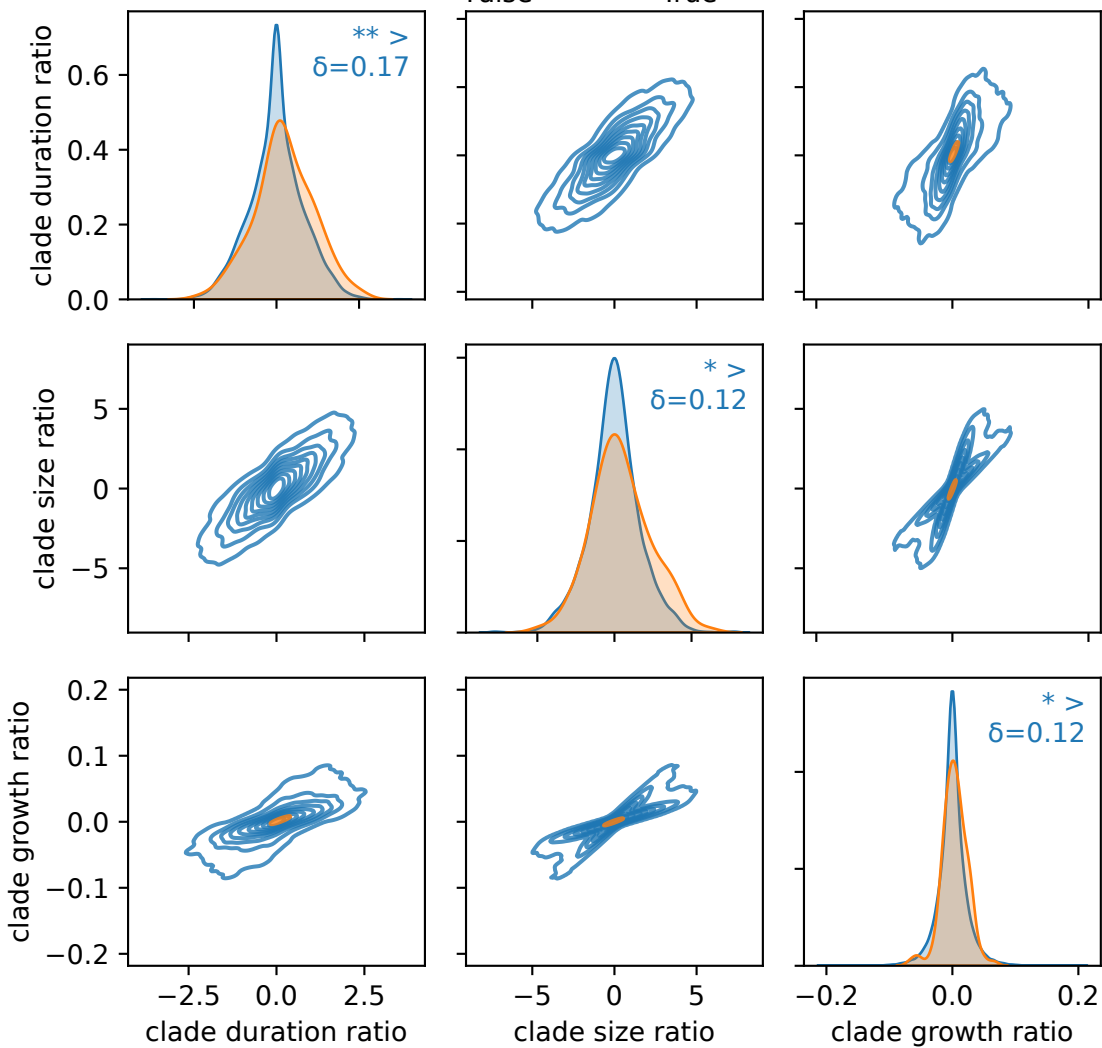 clade duration ratio
0.6
0.4
0.2
0.0
** >
δ=0.17
clade size ratio
5
0
−5
* >
δ=0.12
clade growth ratio
0.2
0.1
0.0
−0.1
−0.2
* >
δ=0.12
−2.5 0.0 2.5
clade duration ratio
−5 0 5
clade size ratio
−0.2 0.0 0.2
clade growth ratio